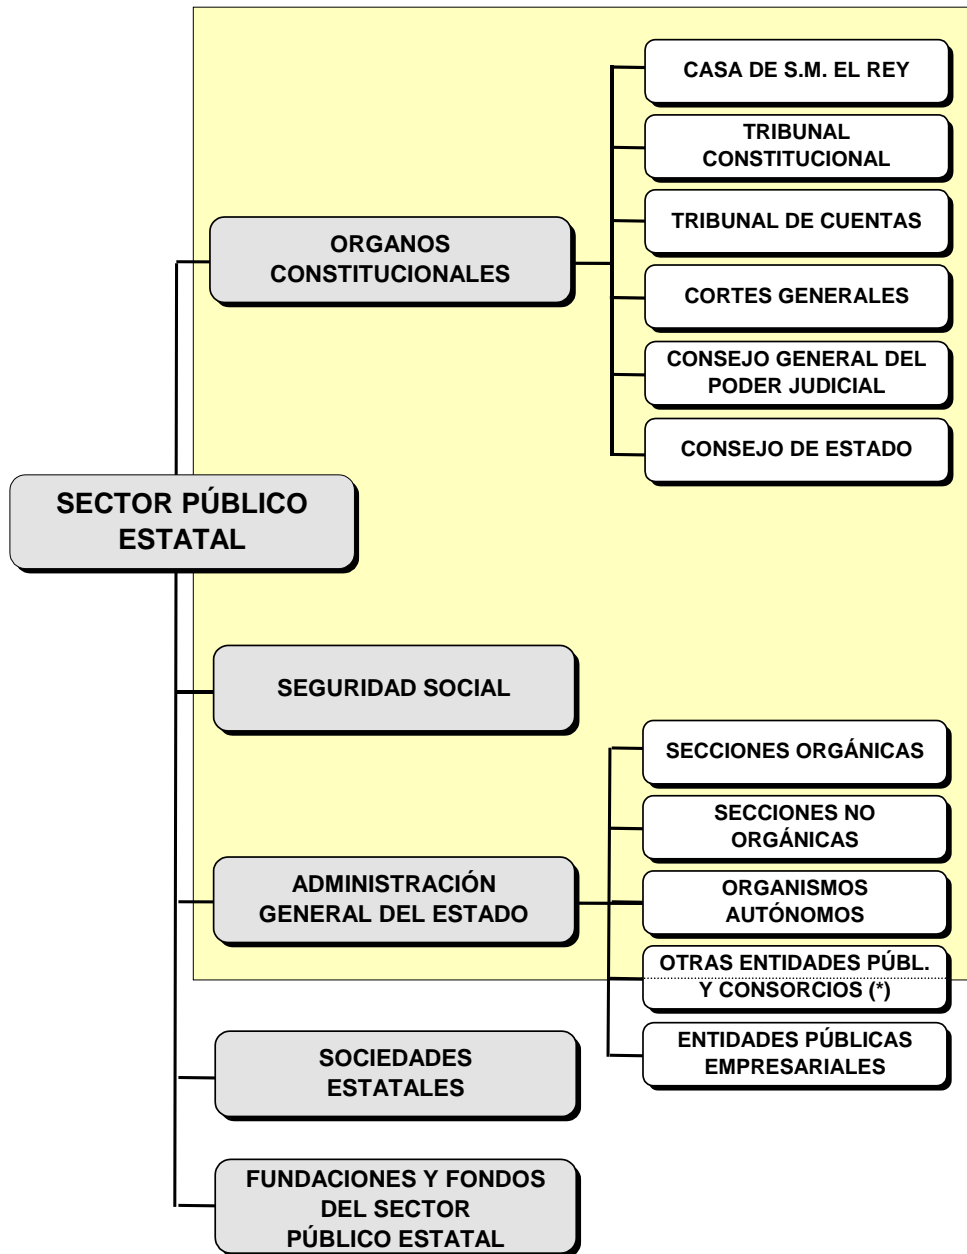 CASA DE S.M. EL REY
TRIBUNAL
CONSTITUCIONAL
TRIBUNAL DE CUENTAS
ORGANOS
CONSTITUCIONALES
CORTES GENERALES
CONSEJO GENERAL DEL
PODER JUDICIAL
CONSEJO DE ESTADO
SECTOR PÚBLICO
ESTATAL
SEGURIDAD SOCIAL
SECCIONES ORGÁNICAS
SECCIONES NO
ORGÁNICAS
ADMINISTRACIÓN
GENERAL DEL ESTADO
ORGANISMOS
AUTÓNOMOS
OTRAS ENTIDADES PÚBL.
Y CONSORCIOS (*)
ENTIDADES PÚBLICAS
EMPRESARIALES
SOCIEDADES
ESTATALES
FUNDACIONES Y FONDOS
DEL SECTOR
PÚBLICO ESTATAL